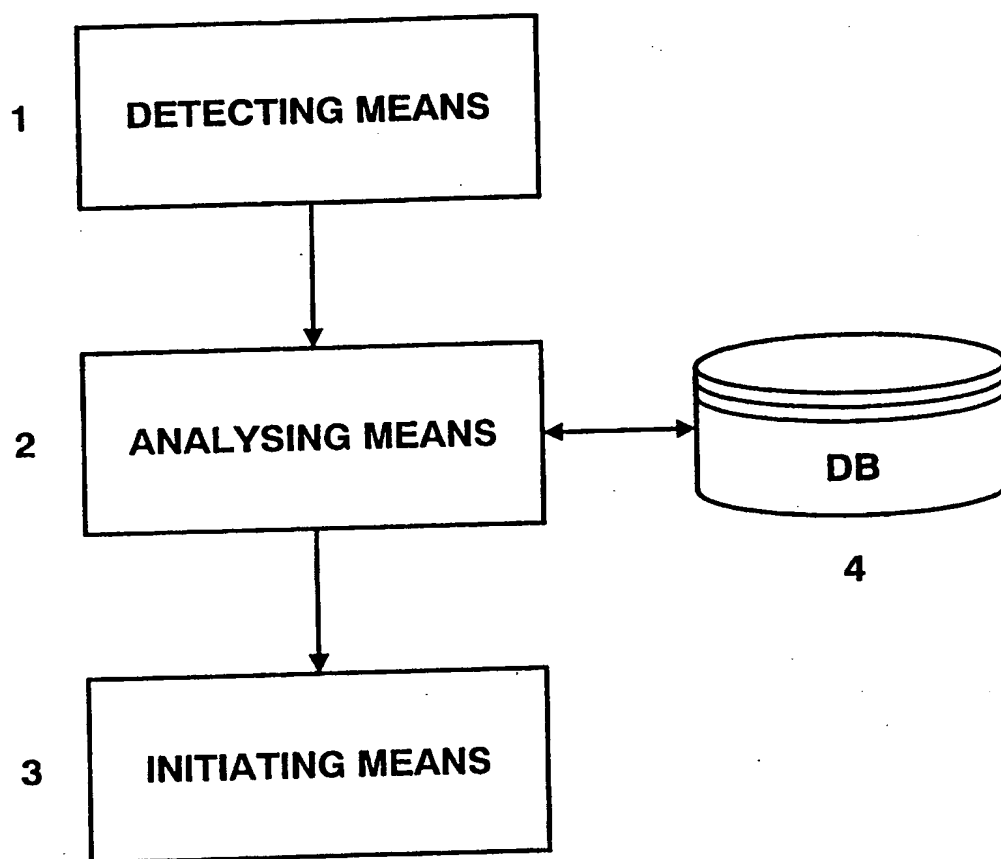 1
DETECTING MEANS
2
ANALYSING MEANS
DB
4
3
INITIATING MEANS